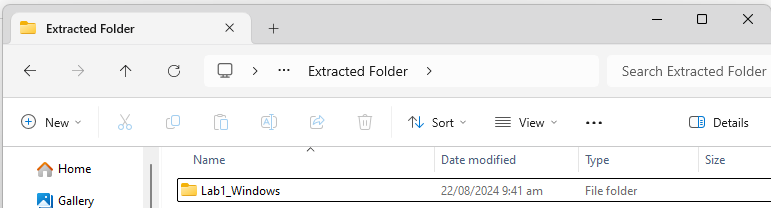 Extracted Folder
Extracted Folder Search Extracted Folder
New Sort View Details
Home
Gallery
Name Date modified Type Size
Lab1_Windows 22/08/2024 9:41 am File folder